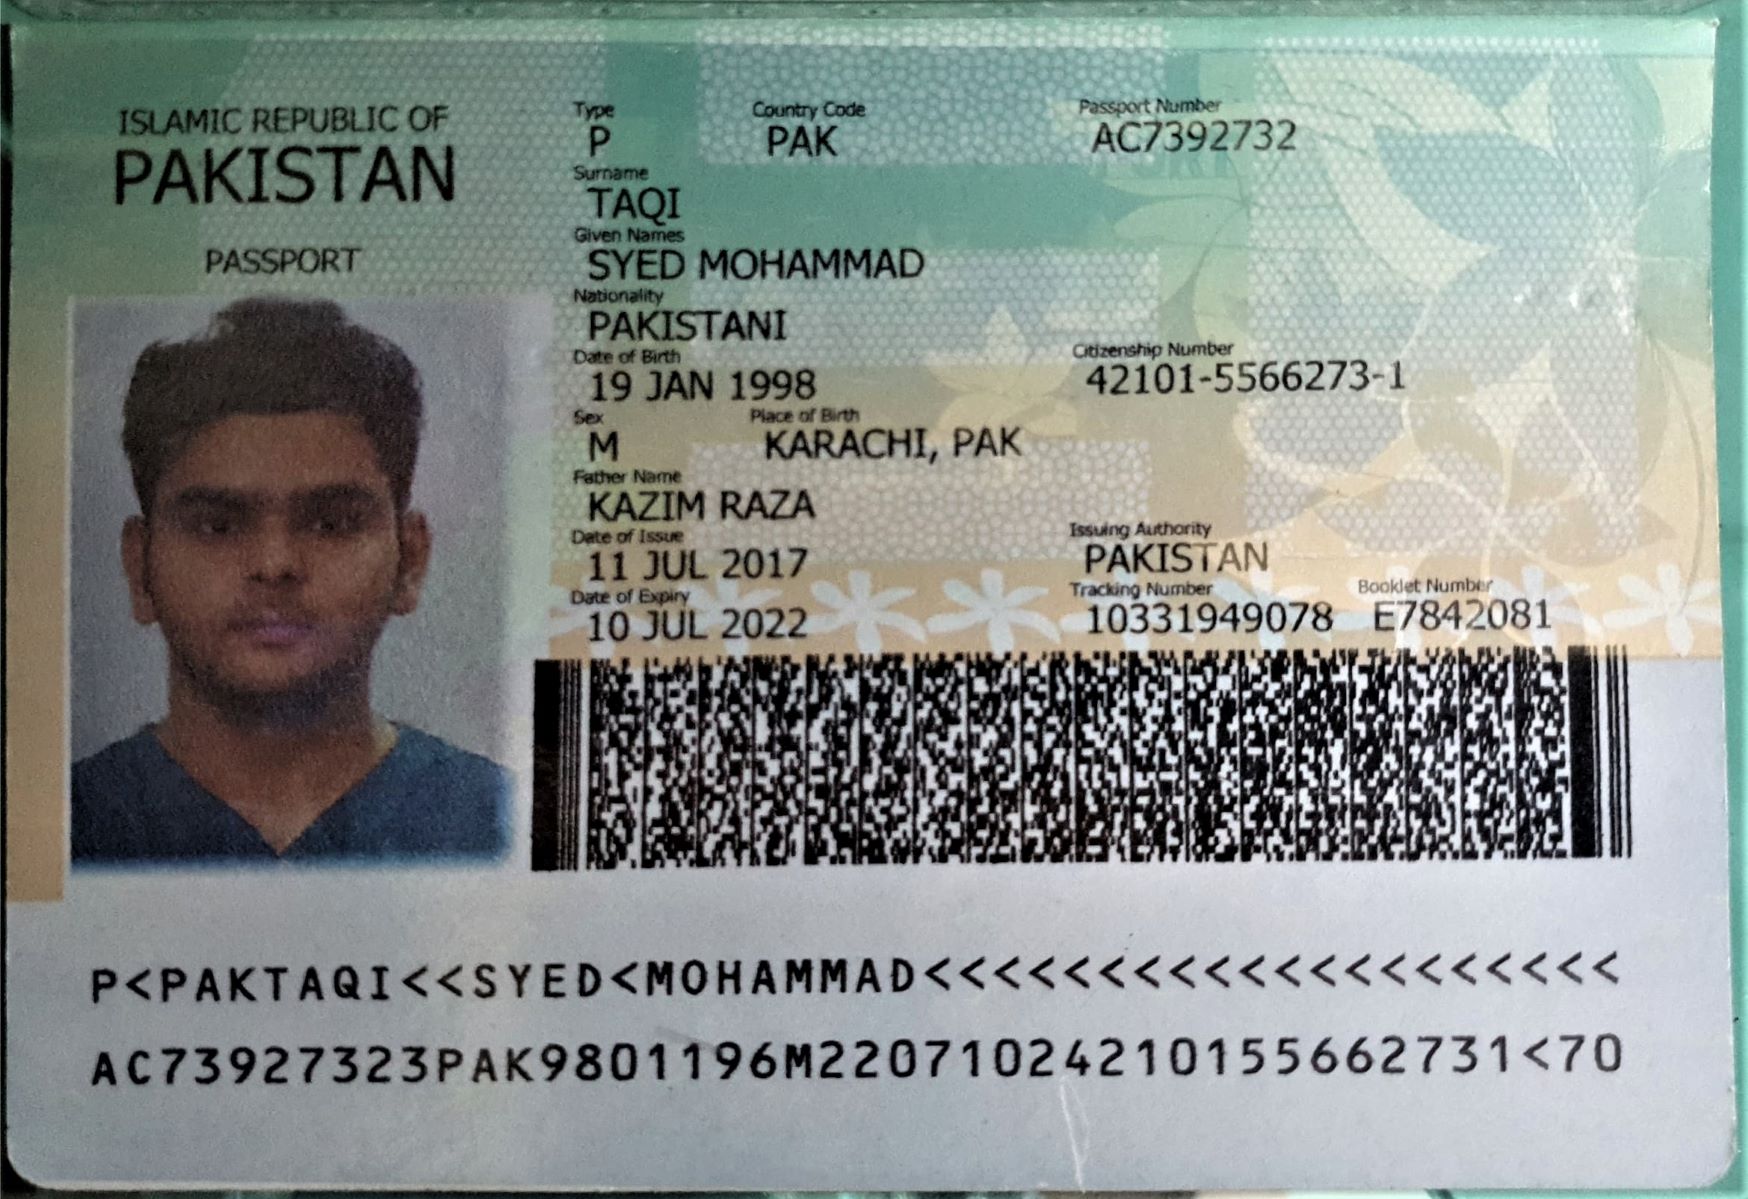 ISLAMIC REPUBLIC OF
PAKISTAN
PASSPORT
Type Country Code Passport Number
P PAK AC7392732
Surname
TAQI
Given Names
SYED MOHAMMAD
Nationality
PAKISTANI
Date of Birth Citizenship Number
19 JAN 1998 42101-5566273-1
Sex Place of Birth
M KARACHI, PAK
Father Name
KAZIM RAZA
Date of Issue Issuing Authority
11 JUL 2017 PAKISTAN
Date of Expiry Tracking Number Booklet Number
10 JUL 2022 10331949078 E7842081
P<PAKTAQI<<SYED<MOHAMMAD<<<<<<<<<<<<<<<<<<<<
AC73927323PAK9801196M22071024210155662731<70